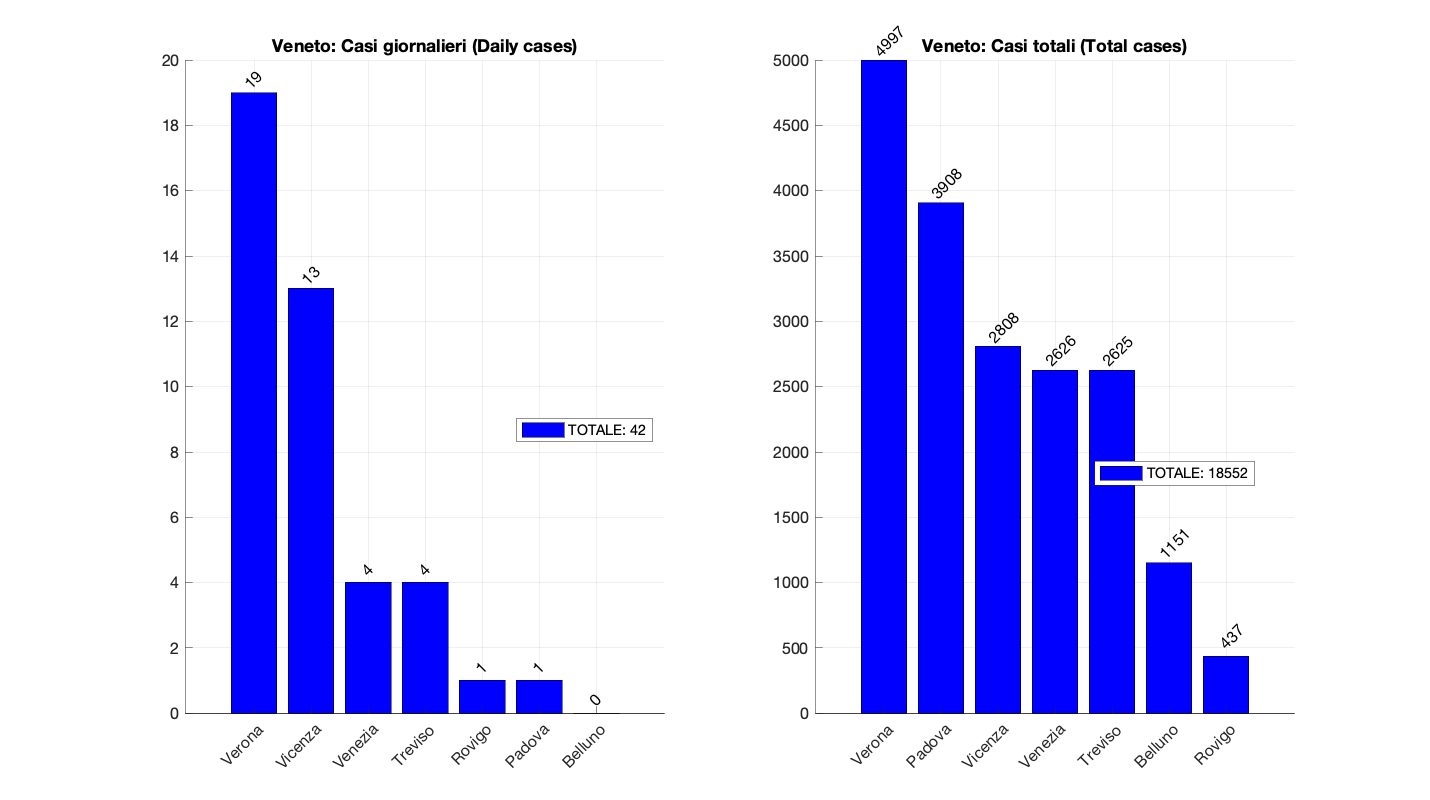 Veneto: Casi giornalieri (Daily cases)
20
18
16
14
12
10
8
6
4
2
0
19
13
4
4
1
1
0
TOTALE: 42
Verona
Vicenza
Venezia
Treviso
Rovigo
Padova
Belluno
Veneto: Casi totali (Total cases)
5000
4500
4000
3500
3000
2500
2000
1500
1000
500
0
4997
3908
2808
2626
2625
1151
437
TOTALE: 18552
Verona
Padova
Vicenza
Venezia
Treviso
Belluno
Rovigo